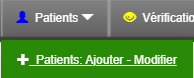 Patients Vérificatio
Patients: Ajouter - Modifier